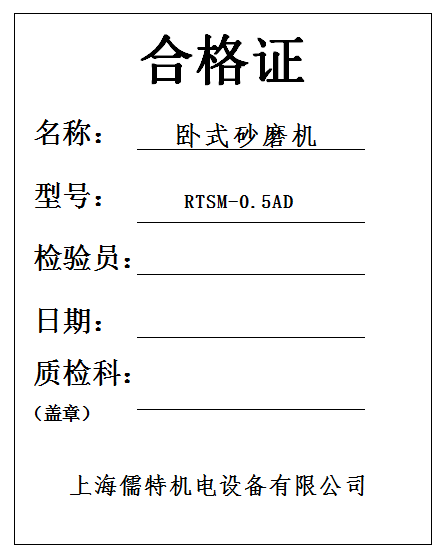 合格证
名称： 卧式砂磨机
型号： RTSM-0.5AD
检验员：
日期：
质检科：
（盖章）
上海儒特机电设备有限公司